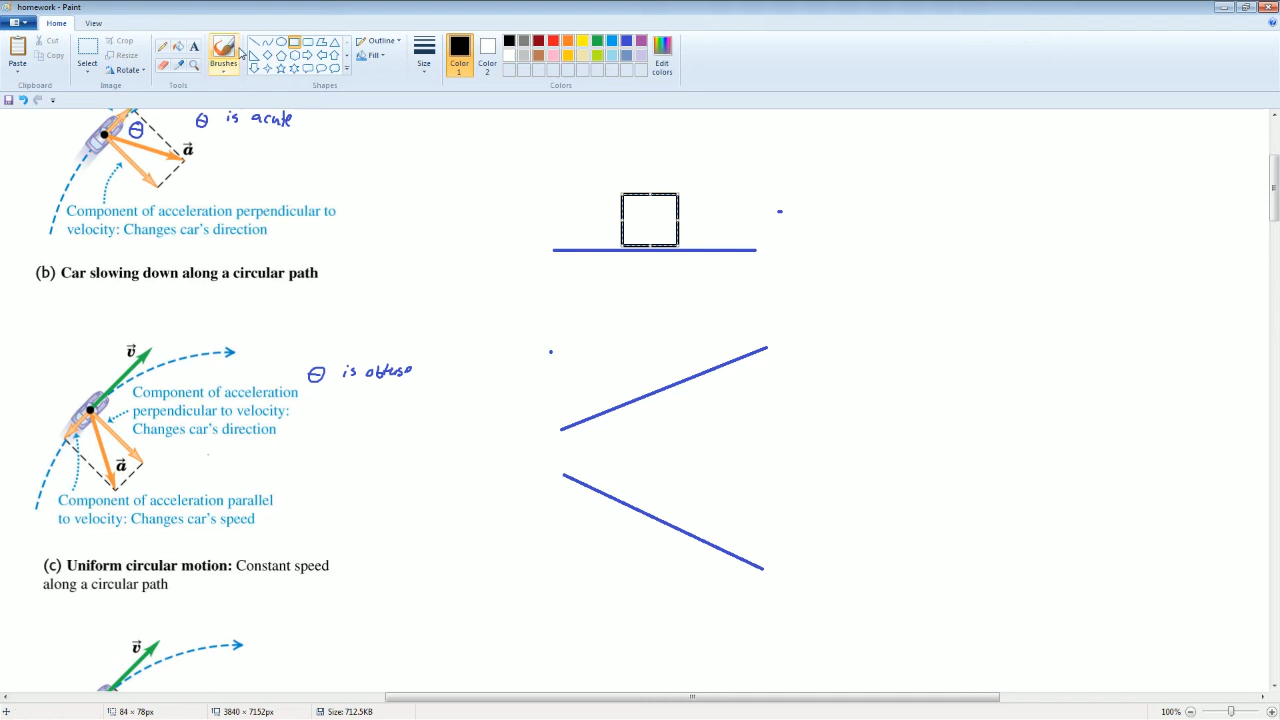 homework - Paint
Home
View
Paste
Cut
Copy
Clipboard
Select
Crop
Resize
Rotate
Image
A
Tools
Brushes
Shapes
Outline
Fill
Size
Color
1
Color
2
Edit
colors
Colors
θ is acute
θ
a
Component of acceleration perpendicular to
velocity: Changes car's direction
(b) Car slowing down along a circular path
v
θ is obtuse
Component of acceleration
perpendicular to velocity:
Changes car's direction
a
Component of acceleration parallel
to velocity: Changes car's speed
(c) Uniform circular motion: Constant speed
along a circular path
v
84 × 78px
3840 × 7152px
Size: 712.5KB
100%